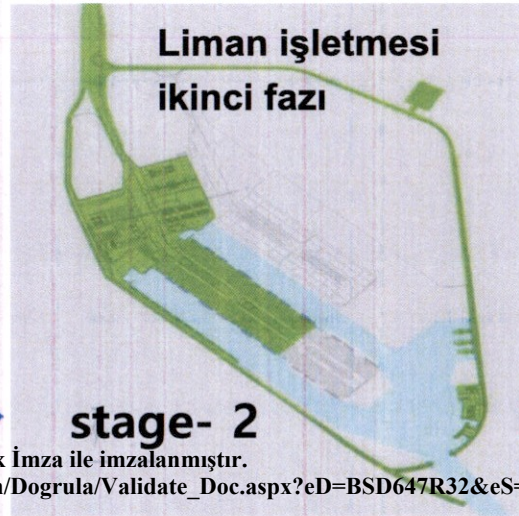 Liman işletmesi
ikinci fazı
stage- 2
k İmza ile imzalanmıştır.
/Dogrula/Validate_Doc.aspx?eD=BSD647R32&eS=